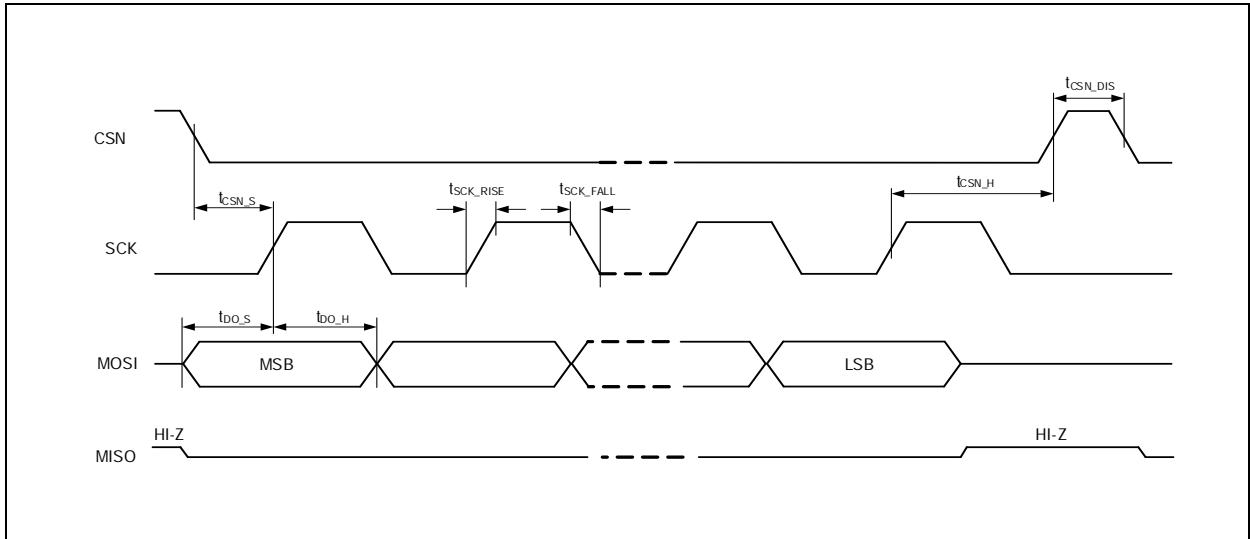 tCSN_DIS
CSN
tCSN_S
tSCK_RISE
tSCK_FALL
tCSN_H
SCK
tDO_S
tDO_H
MOSI
MSB
LSB
HI-Z
HI-Z
MISO